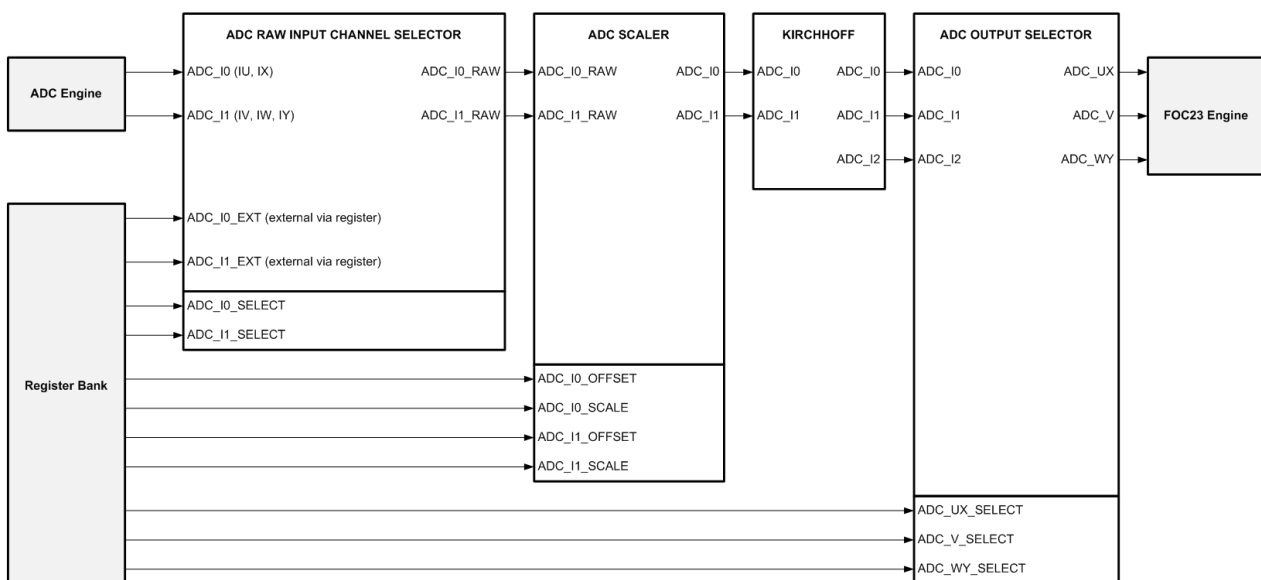 ADC RAW INPUT CHANNEL SELECTOR
ADC SCALER
KIRCHHOFF
ADC OUTPUT SELECTOR
ADC Engine
ADC_I0 (IU, IX)
ADC_I0_RAW
ADC_I0_RAW
ADC_I0
ADC_I0
ADC_I0
ADC_I0
ADC_UX
ADC_I1 (IV, IW, IY)
ADC_I1_RAW
ADC_I1_RAW
ADC_I1
ADC_I1
ADC_I1
ADC_I1
ADC_V
FOC23 Engine
ADC_I2
ADC_I2
ADC_WY
ADC_I0_EXT (external via register)
ADC_I1_EXT (external via register)
ADC_I0_SELECT
ADC_I1_SELECT
Register Bank
ADC_I0_OFFSET
ADC_I0_SCALE
ADC_I1_OFFSET
ADC_I1_SCALE
ADC_UX_SELECT
ADC_V_SELECT
ADC_WY_SELECT